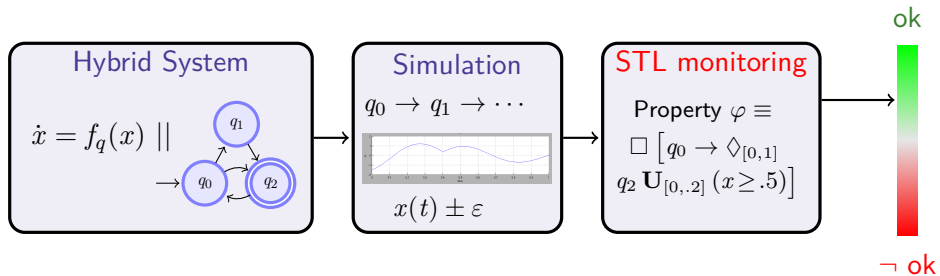 Hybrid System
ẋ = f_q(x) ||
q₁
q₀
q₂
Simulation
q₀ → q₁ → ⋯
x(t) ± ε
STL monitoring
Property φ ≡
□ [q₀ → ◊_[0,1]
q₂ U_[0,.2] (x ≥ .5)]
ok
¬ ok